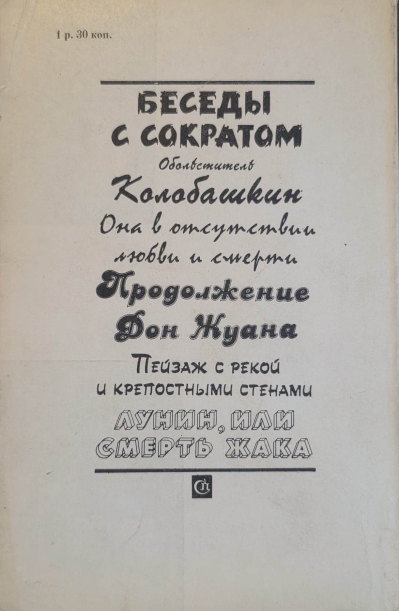 1 р. 30 коп.
БЕСЕДЫ
С СОКРАТОМ
Обольститель
Колобашкин
Она в отсутствии
любви и смерти
Продолжение
Дон Жуана
ПЕЙЗАЖ С РЕКОЙ
И КРЕПОСТНЫМИ СТЕНАМИ
ЛУНИН, ИЛИ
СМЕРТЬ ЖАКА